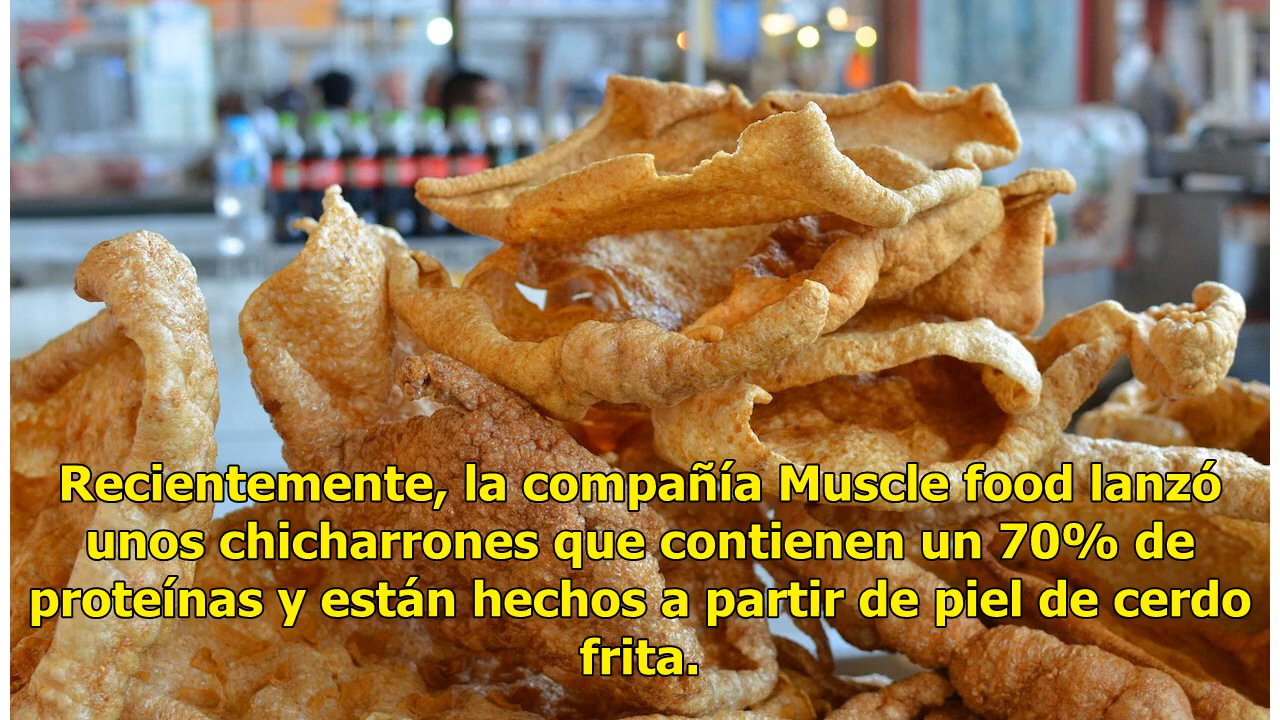 Recientemente, la compañía Muscle food lanzó
unos chicharrones que contienen un 70% de
proteínas y están hechos a partir de piel de cerdo
frita.